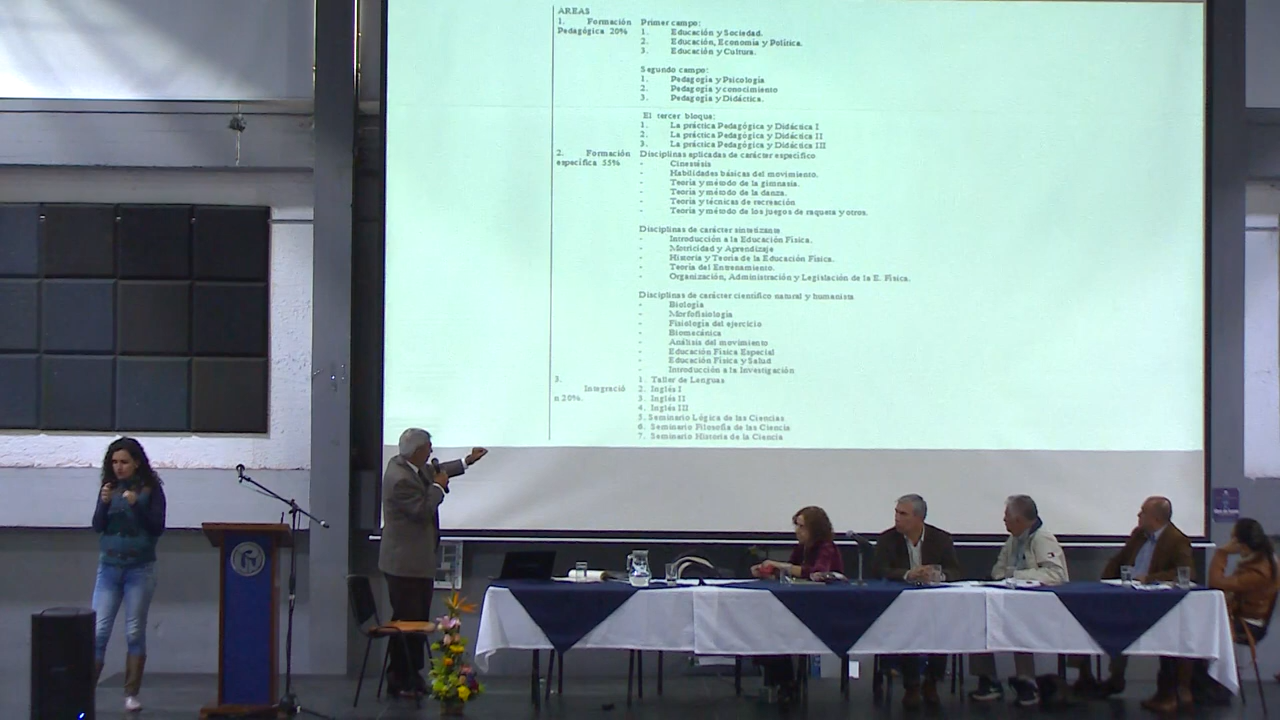 AREAS
1. Formación Pedagógica 20%
Primer campo:
1. Educación y Sociedad.
2. Educación, Economía y Política.
3. Educación y Cultura.
Segundo campo:
1. Pedagogía y Psicología
2. Pedagogía y conocimiento
3. Pedagogía y Didáctica.
El tercer bloque:
1. La práctica Pedagógica y Didáctica I
2. La práctica Pedagógica y Didáctica II
3. La práctica Pedagógica y Didáctica III
2. Formación específica 55%
Disciplinas aplicadas de carácter especifico
- Cinestésis
- Habilidades básicas del movimiento.
- Teoría y método de la gimnasia.
- Teoría y método de la danza.
- Teoría y técnicas de recreación
- Teoría y método de los juegos de raqueta y otros.
Disciplinas de carácter sintetizante
- Introducción a la Educación Física.
- Motricidad y Aprendizaje
- Historia y Teoría de la Educación Física.
- Teoría del Entrenamiento.
- Organización, Administración y Legislación de la E. Física.
Disciplinas de carácter científico natural y humanista
- Biología
- Morfofisiología
- Fisiología del ejercicio
- Biomecánica
- Análisis del movimiento
- Educación Física Especial
- Educación Física y Salud
- Introducción a la Investigación
3. Integració
n 20%.
1. Taller de Lenguas
2. Inglés I
3. Inglés II
4. Inglés III
5. Seminario Lógica de las Ciencias
6. Seminario Filosofía de las Ciencia
7. Seminario Historia de la Ciencia